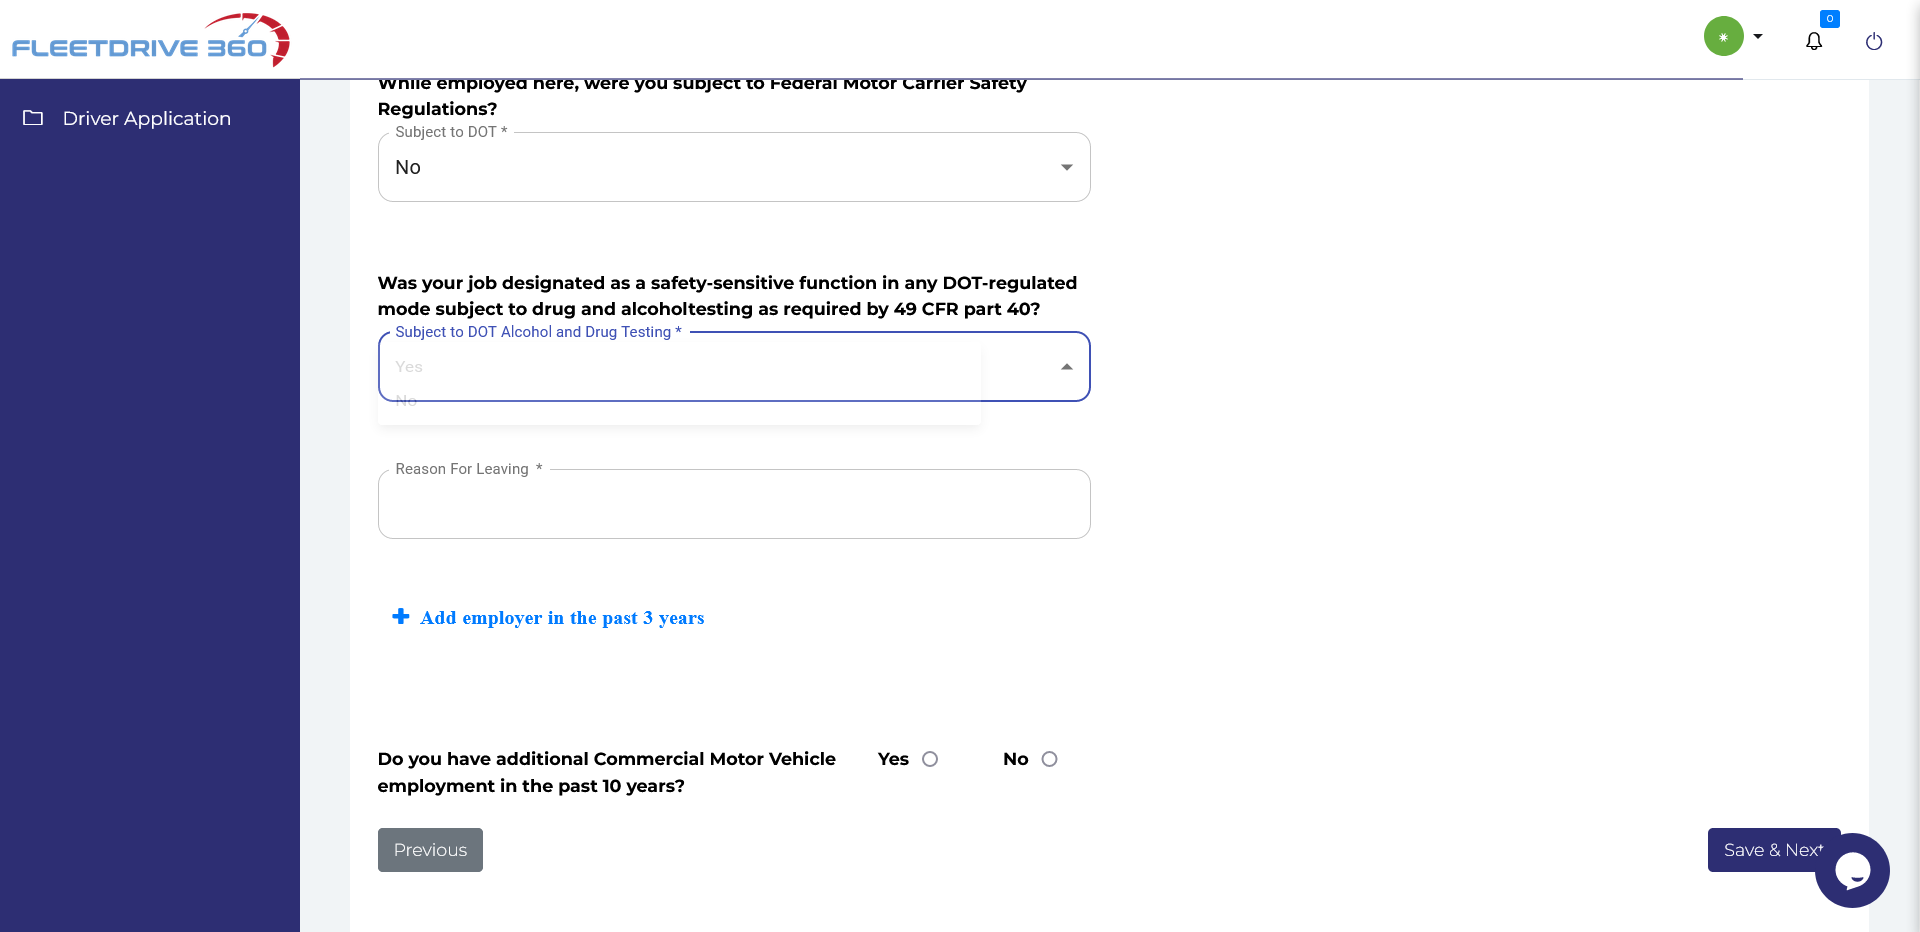 FLEETDRIVE 360
0
Driver Application
While employed here, were you subject to Federal Motor Carrier Safety
Regulations?
Subject to DOT *
No
Was your job designated as a safety-sensitive function in any DOT-regulated
mode subject to drug and alcoholtesting as required by 49 CFR part 40?
Subject to DOT Alcohol and Drug Testing *
Yes
No
Reason For Leaving *
Add employer in the past 3 years
Do you have additional Commercial Motor Vehicle
employment in the past 10 years?
Yes
No
Previous
Save & Next